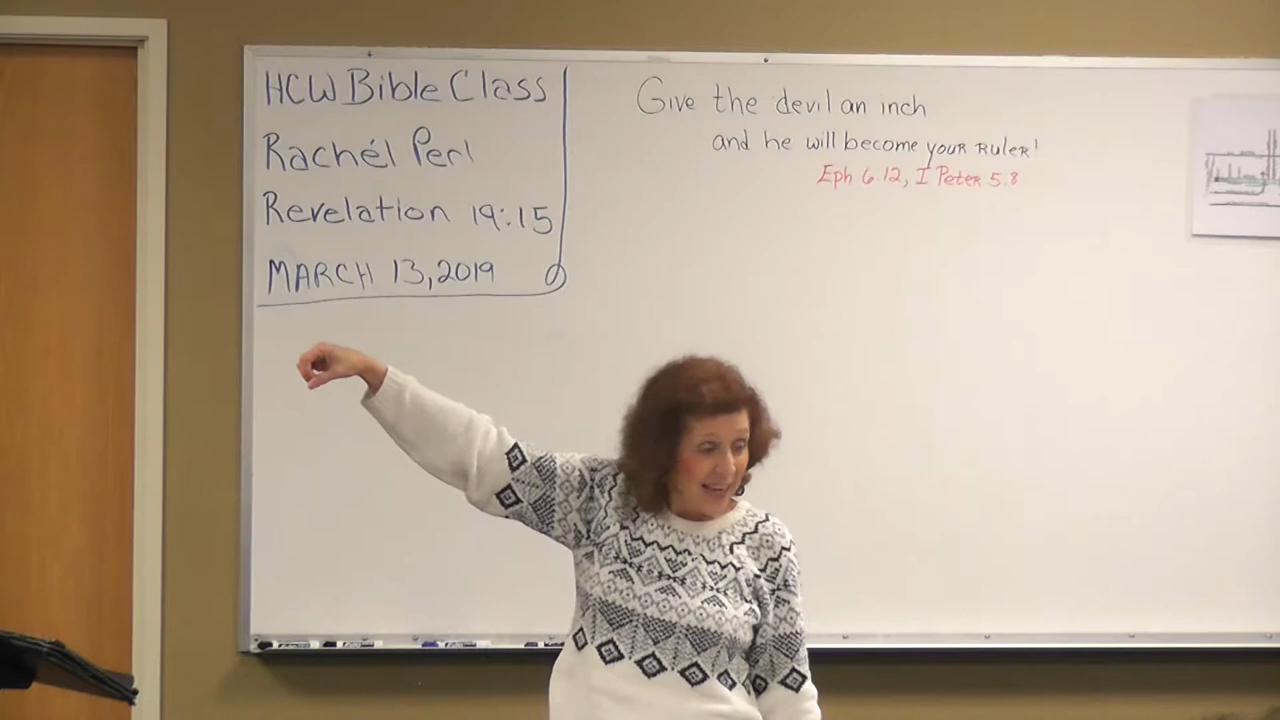 HCW Bible Class
Rachél Perl
Revelation 19:15
MARCH 13, 2019
Give the devil an inch
and he will become your RULER!
Eph 6.12, I Peter 5.8